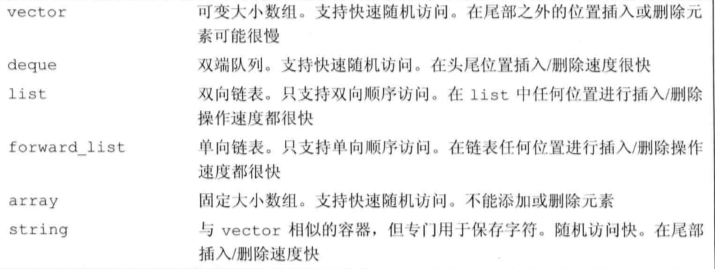 vector 可变大小数组。支持快速随机访问。在尾部之外的位置插入或删除元
素可能很慢
deque 双端队列。支持快速随机访问。在头尾位置插入/删除速度很快
list 双向链表。只支持双向顺序访问。在 list 中任何位置进行插入/删除
操作速度都很快
forward_list 单向链表。只支持单向顺序访问。在链表任何位置进行插入/删除操作
速度都很快
array 固定大小数组。支持快速随机访问。不能添加或删除元素
string 与 vector 相似的容器，但专门用于保存字符。随机访问快。在尾部
插入/删除速度快